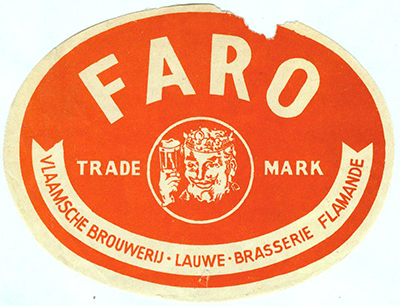 FARO
TRADE MARK
VLAAMSCHE BROUWERIJ · LAUWE · BRASSERIE FLAMANDE